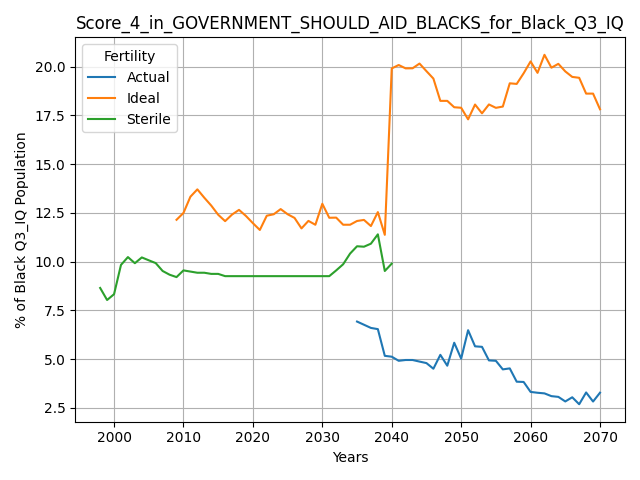 Score_4_in_GOVERNMENT_SHOULD_AID_BLACKS_for_Black_Q3_IQ
Fertility
Actual
Ideal
Sterile
% of Black Q3_IQ Population
20.0
17.5
15.0
12.5
10.0
7.5
5.0
2.5
2000 2010 2020 2030 2040 2050 2060 2070
Years